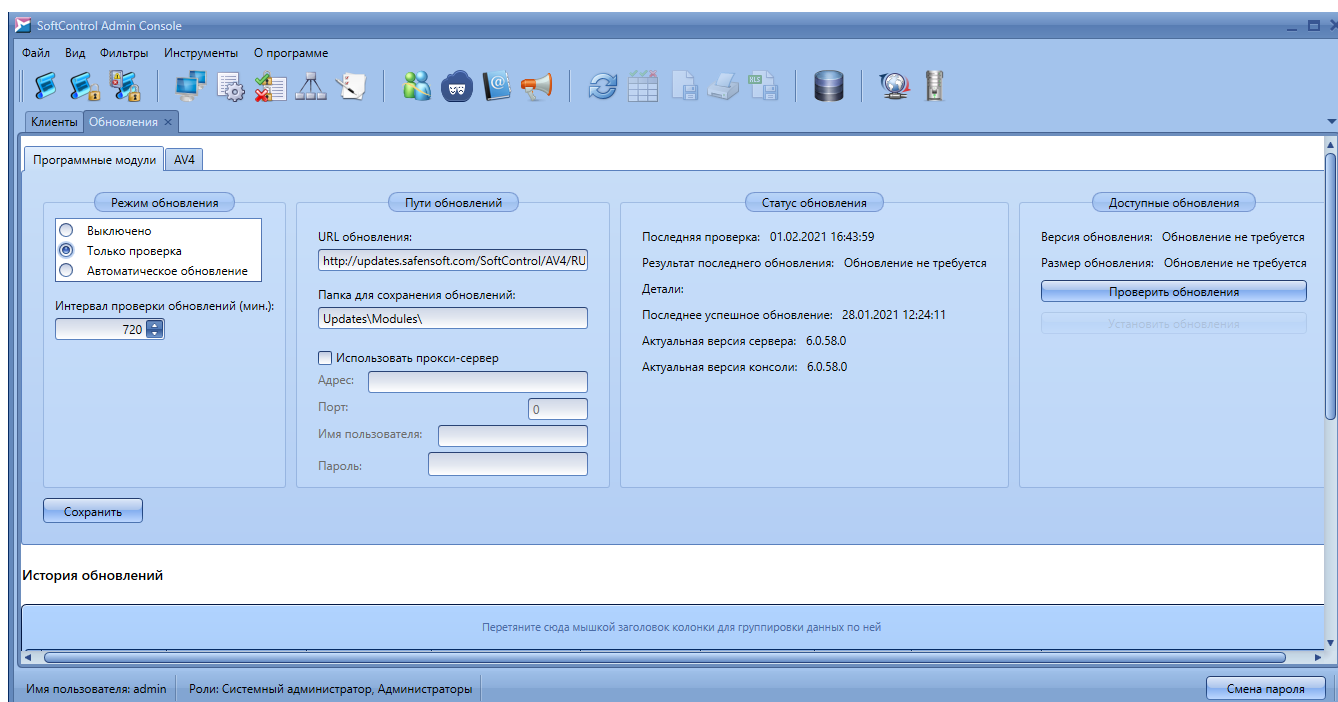 SoftControl Admin Console
Файл Вид Фильтры Инструменты О программе
XLS
Клиенты Обновления
Программные модули AV4
Режим обновления
Выключено
Только проверка
Автоматическое обновление
Интервал проверки обновлений (мин.):
720
Пути обновлений
URL обновления:
http://updates.safensoft.com/SoftControl/AV4/RU
Папка для сохранения обновлений:
Updates\Modules\
Использовать прокси-сервер
Адрес:
Порт:
0
Имя пользователя:
Пароль:
Статус обновления
Последняя проверка: 01.02.2021 16:43:59
Результат последнего обновления: Обновление не требуется
Детали:
Последнее успешное обновление: 28.01.2021 12:24:11
Актуальная версия сервера: 6.0.58.0
Актуальная версия консоли: 6.0.58.0
Доступные обновления
Версия обновления: Обновление не требуется
Размер обновления: Обновление не требуется
Проверить обновления
Установить обновления
Сохранить
История обновлений
Перетяните сюда мышкой заголовок колонки для группировки данных по ней
Имя пользователя: admin Роли: Системный администратор, Администраторы
Смена пароля